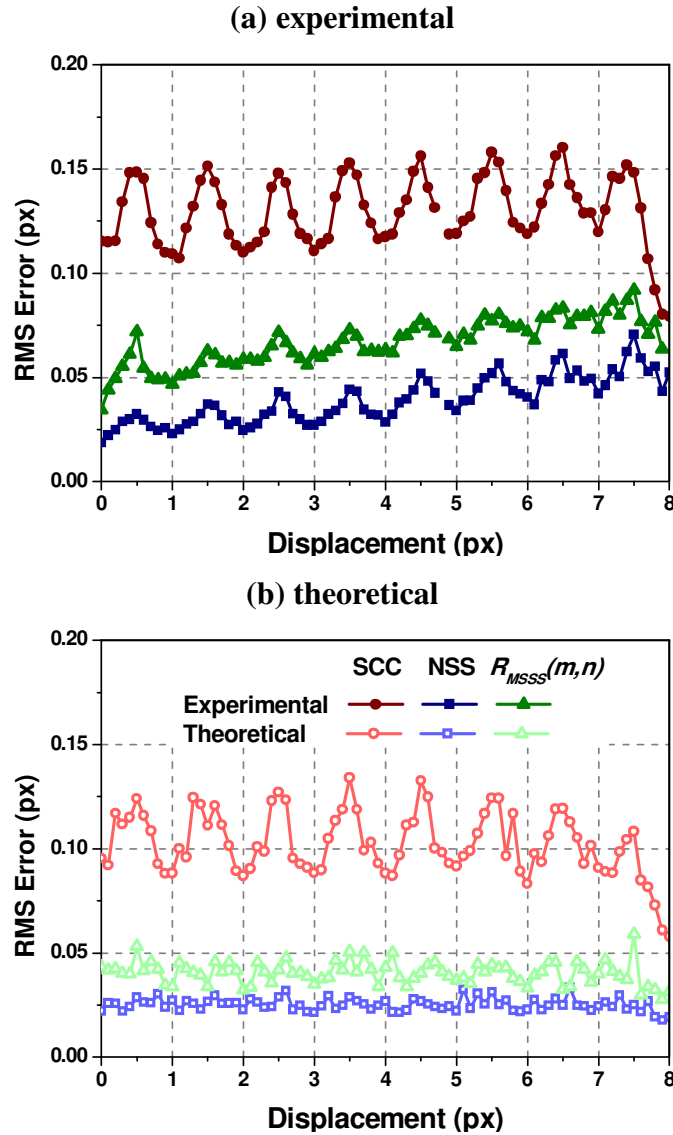 (a) experimental
0.20
0.15
0.10
0.05
0.00
RMS Error (px)
0 1 2 3 4 5 6 7 8
Displacement (px)
(b) theoretical
0.20
0.15
0.10
0.05
0.00
RMS Error (px)
SCC NSS R_MSSS(m,n)
Experimental
Theoretical
0 1 2 3 4 5 6 7 8
Displacement (px)